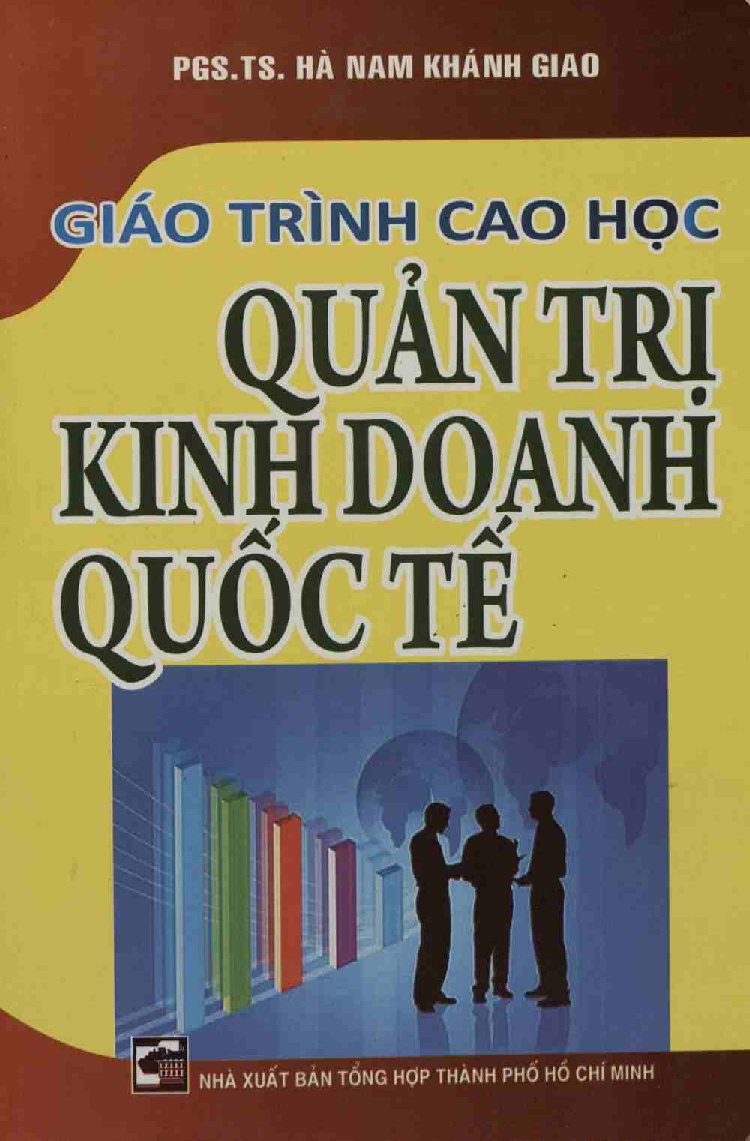 PGS.TS. HÀ NAM KHÁNH GIAO
GIÁO TRÌNH CAO HỌC
QUẢN TRỊ
KINH DOANH
QUỐC TẾ
NHÀ XUẤT BẢN TỔNG HỢP THÀNH PHỐ HỒ CHÍ MINH